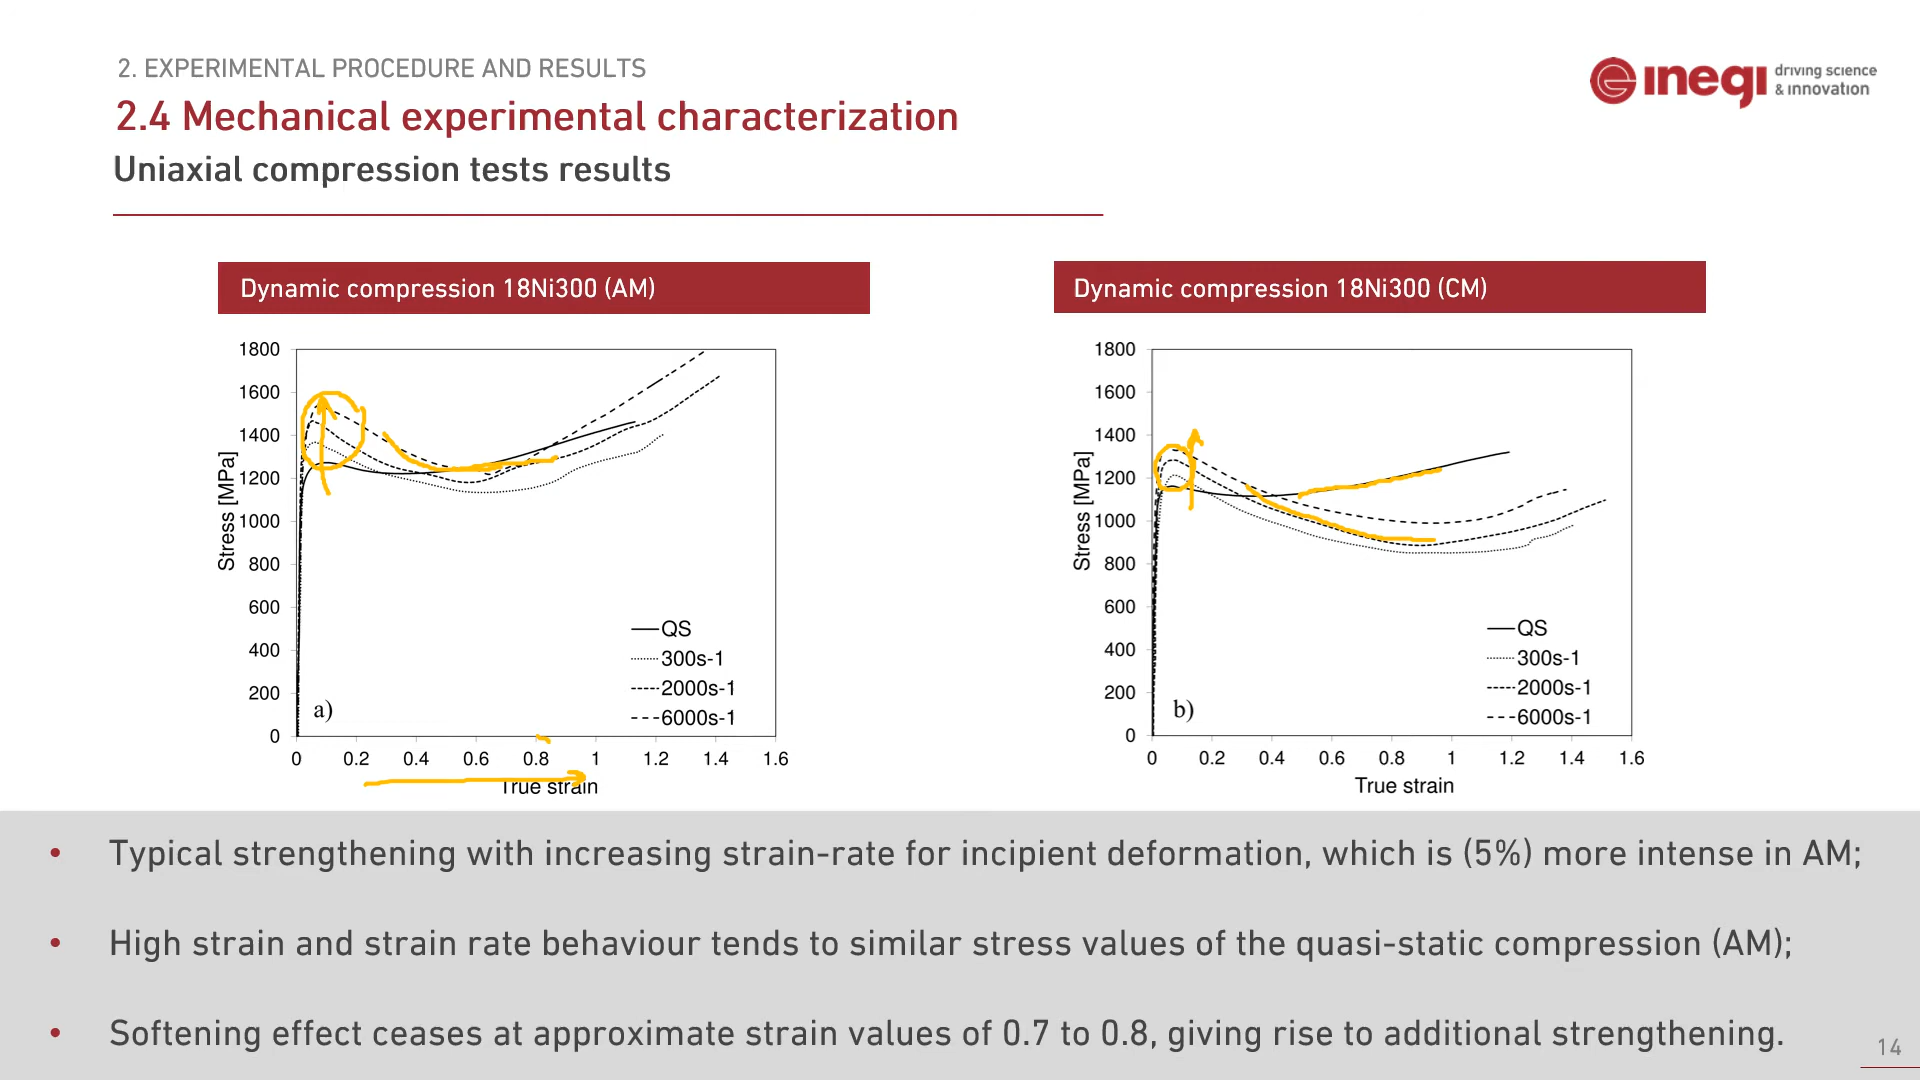 2. EXPERIMENTAL PROCEDURE AND RESULTS
2.4 Mechanical experimental characterization
Uniaxial compression tests results
inegi driving science
& innovation
Dynamic compression 18Ni300 (AM)
1800
1600
1400
1200
1000
800
600
400
200
0
Stress [MPa]
QS
300s-1
2000s-1
6000s-1
a)
0 0.2 0.4 0.6 0.8 1 1.2 1.4 1.6
True strain
Dynamic compression 18Ni300 (CM)
1800
1600
1400
1200
1000
800
600
400
200
0
Stress [MPa]
QS
300s-1
2000s-1
6000s-1
b)
0 0.2 0.4 0.6 0.8 1 1.2 1.4 1.6
True strain
• Typical strengthening with increasing strain-rate for incipient deformation, which is (5%) more intense in AM;
• High strain and strain rate behaviour tends to similar stress values of the quasi-static compression (AM);
• Softening effect ceases at approximate strain values of 0.7 to 0.8, giving rise to additional strengthening.
14